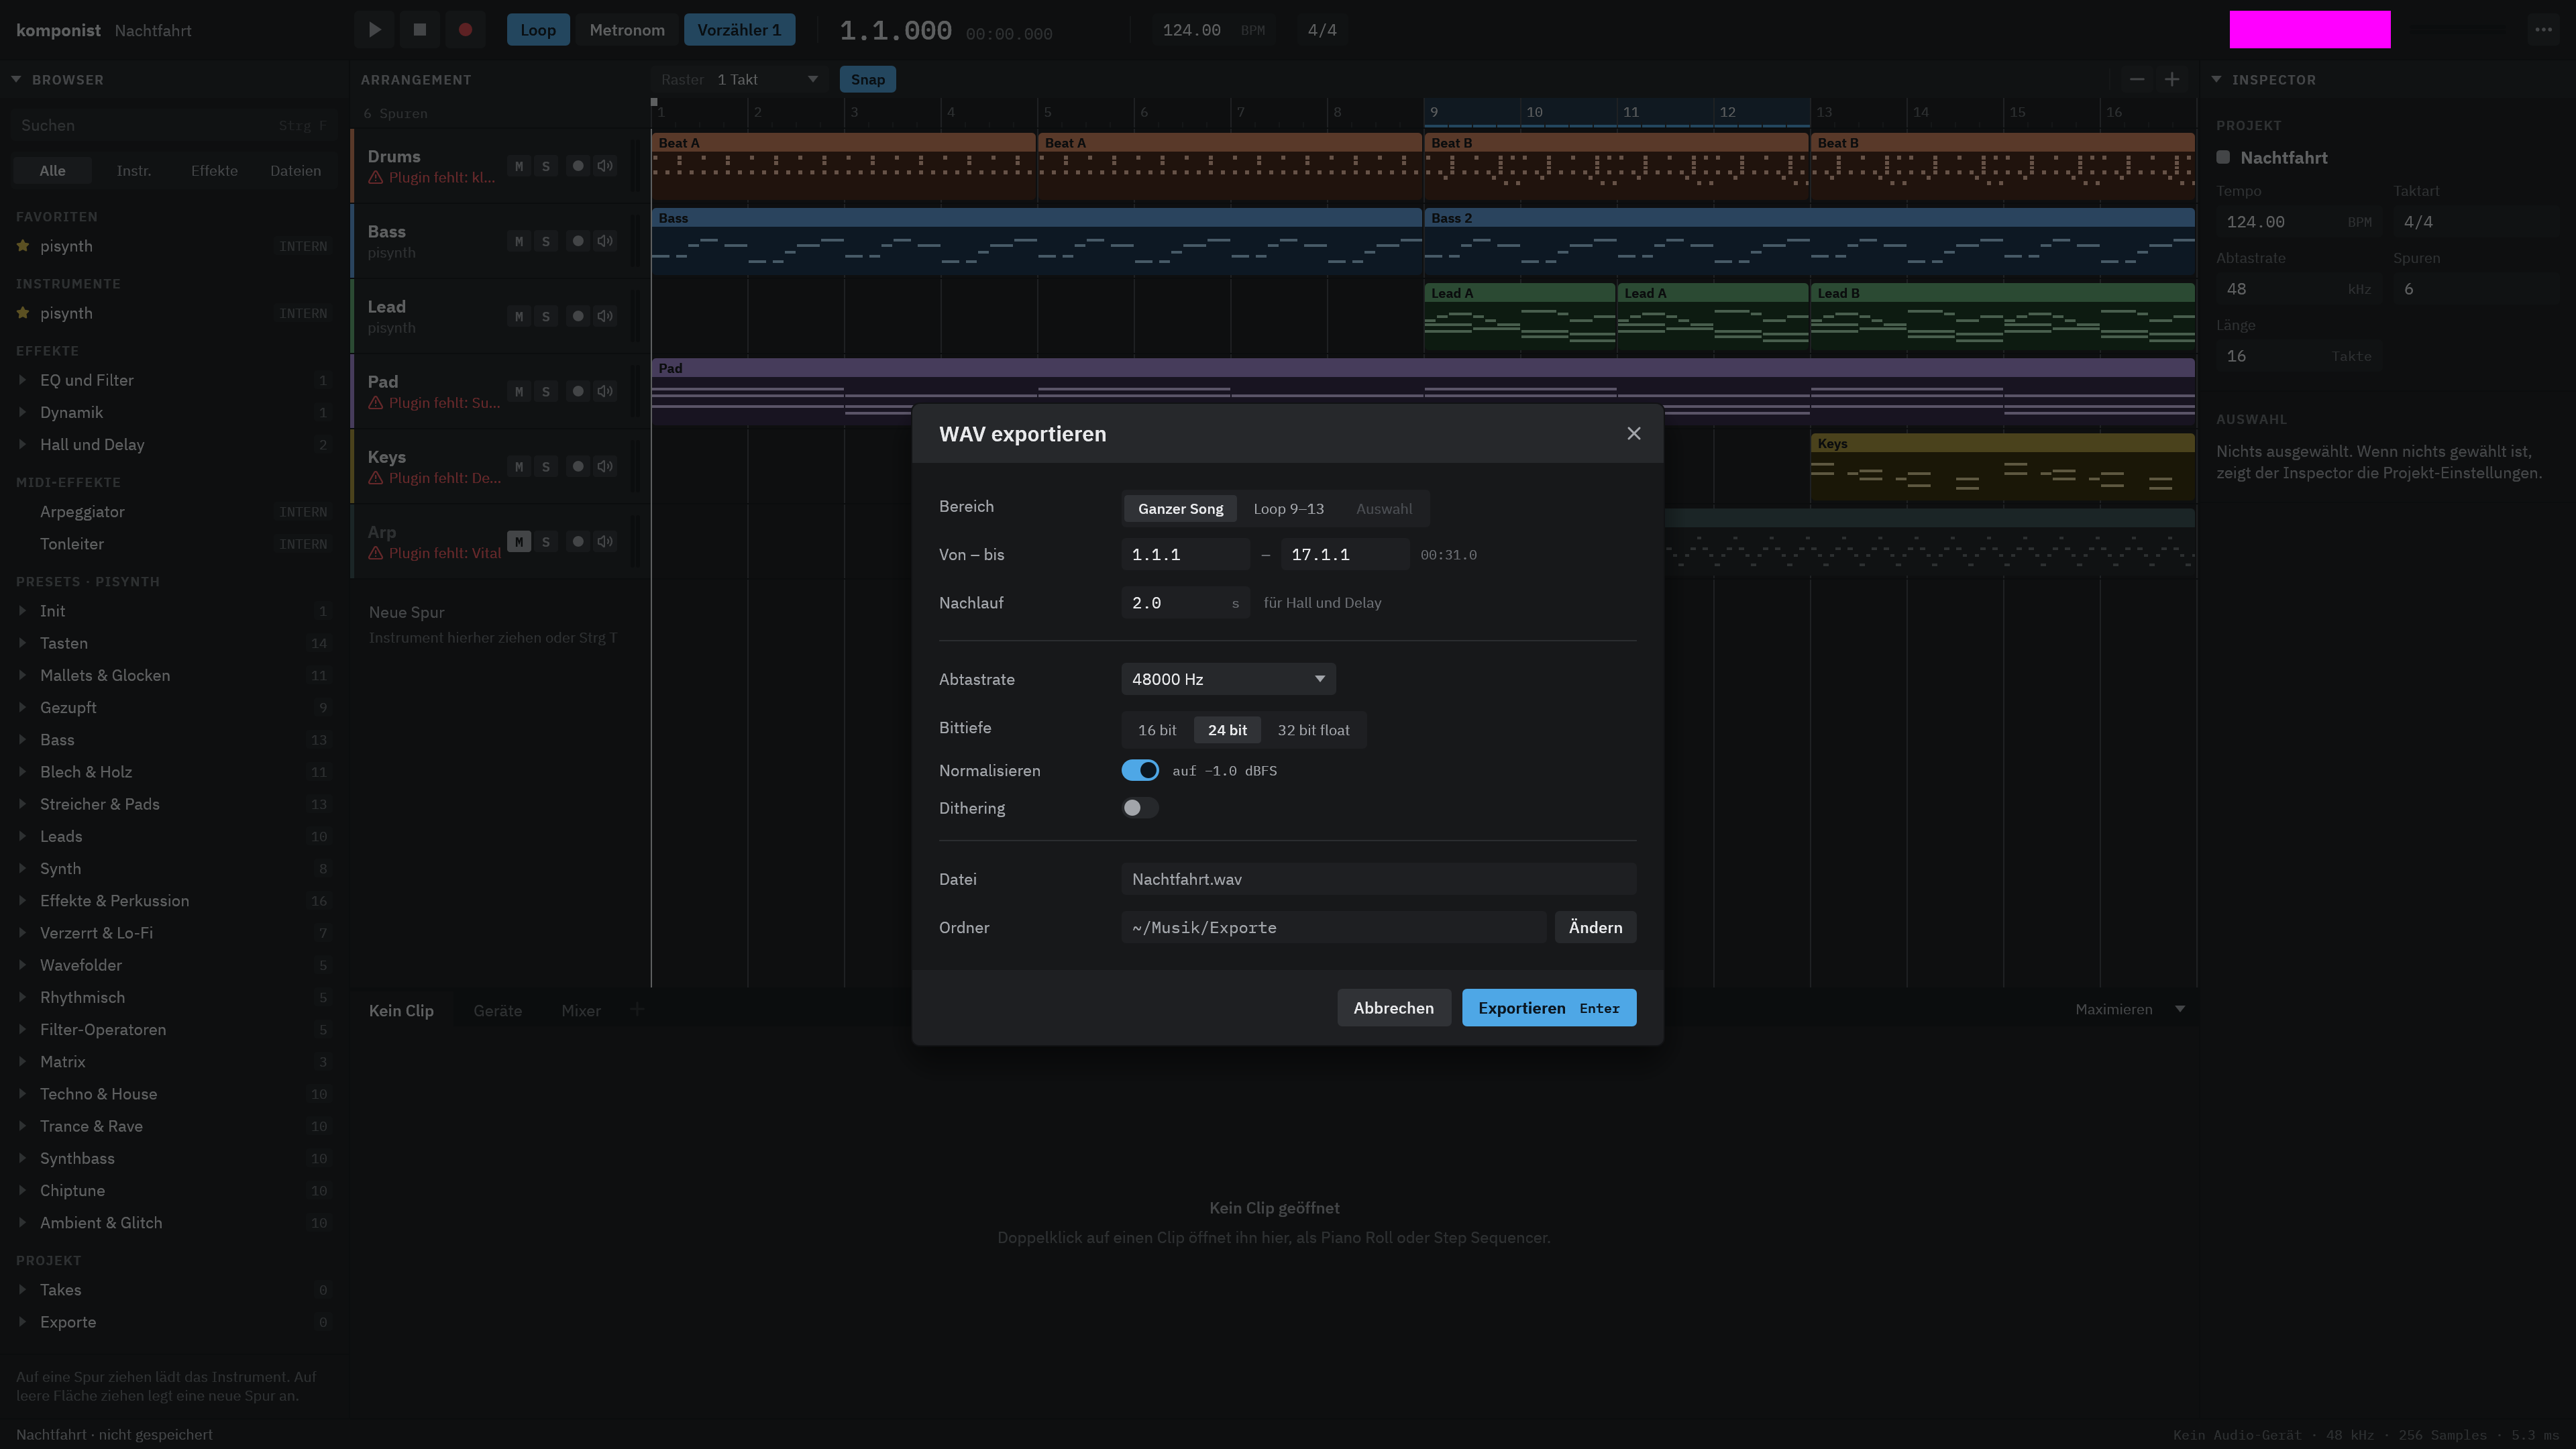 komponist Nachtfahrt
Loop Metronom Vorzähler 1 1.1.000 00:00.000 124.00 BPM 4/4
BROWSER
Suchen Strg F
Alle Instr. Effekte Dateien
FAVORITEN
pisynth INTERN
INSTRUMENTE
pisynth INTERN
EFFEKTE
EQ und Filter 1
Dynamik 1
Hall und Delay 2
MIDI-EFFEKTE
Arpeggiator INTERN
Tonleiter INTERN
PRESETS · PISYNTH
Init 1
Tasten 14
Mallets & Glocken 11
Gezupft 9
Bass 13
Blech & Holz 11
Streicher & Pads 13
Leads 10
Synth 8
Effekte & Perkussion 16
Verzerrt & Lo-Fi 7
Wavefolder 5
Rhythmisch 5
Filter-Operatoren 5
Matrix 3
Techno & House 10
Trance & Rave 10
Synthbass 10
Chiptune 10
Ambient & Glitch 10
PROJEKT
Takes 0
Exporte 0
Auf eine Spur ziehen lädt das Instrument. Auf
leere Fläche ziehen legt eine neue Spur an.
ARRANGEMENT Raster 1 Takt Snap
6 Spuren 1 2 3 4 5 6 7 8 9 10 11 12 13 14 15 16
Drums M S
Plugin fehlt: kl...
Beat A Beat A Beat B Beat B
Bass M S
pisynth
Bass Bass 2
Lead M S
pisynth
Lead A Lead A Lead B
Pad M S
Plugin fehlt: Su...
Pad
Keys M S
Plugin fehlt: De...
Keys
Arp M S
Plugin fehlt: Vital
Neue Spur
Instrument hierher ziehen oder Strg T
WAV exportieren
Bereich Ganzer Song Loop 9–13 Auswahl
Von – bis 1.1.1 – 17.1.1 00:31.0
Nachlauf 2.0 s für Hall und Delay
Abtastrate 48000 Hz
Bittiefe 16 bit 24 bit 32 bit float
Normalisieren auf −1.0 dBFS
Dithering
Datei Nachtfahrt.wav
Ordner ~/Musik/Exporte Ändern
Abbrechen Exportieren Enter
Kein Clip Geräte Mixer + Maximieren
Kein Clip geöffnet
Doppelklick auf einen Clip öffnet ihn hier, als Piano Roll oder Step Sequencer.
INSPECTOR
PROJEKT
Nachtfahrt
Tempo Taktart
124.00 BPM 4/4
Abtastrate Spuren
48 kHz 6
Länge
16 Takte
AUSWAHL
Nichts ausgewählt. Wenn nichts gewählt ist,
zeigt der Inspector die Projekt-Einstellungen.
Nachtfahrt · nicht gespeichert Kein Audio-Gerät · 48 kHz · 256 Samples · 5.3 ms